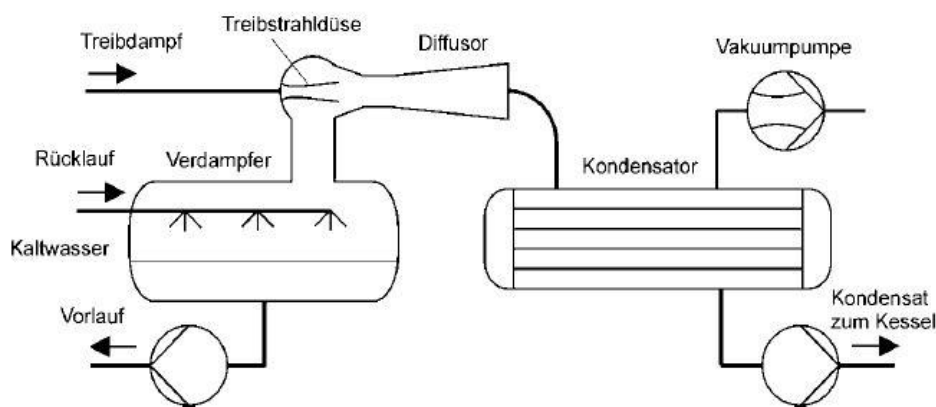 Treibstrahldüse
Treibdampf
Diffusor
Vakuumpumpe
Rücklauf
Verdampfer
Kondensator
Kaltwasser
Vorlauf
Kondensat
zum Kessel